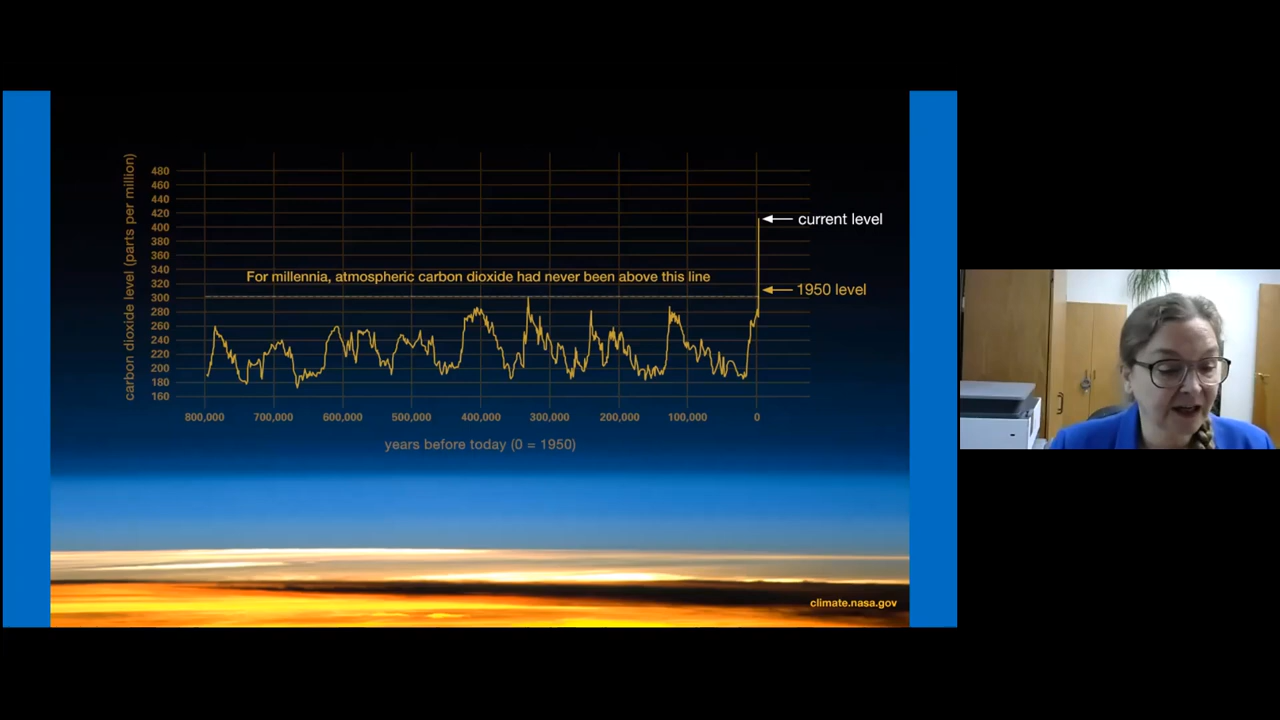 carbon dioxide level (parts per million)
480
460
440
420
400
380
360
340
320
300
280
260
240
220
200
180
160
For millennia, atmospheric carbon dioxide had never been above this line
current level
1950 level
800,000 700,000 600,000 500,000 400,000 300,000 200,000 100,000 0
years before today (0 = 1950)
climate.nasa.gov